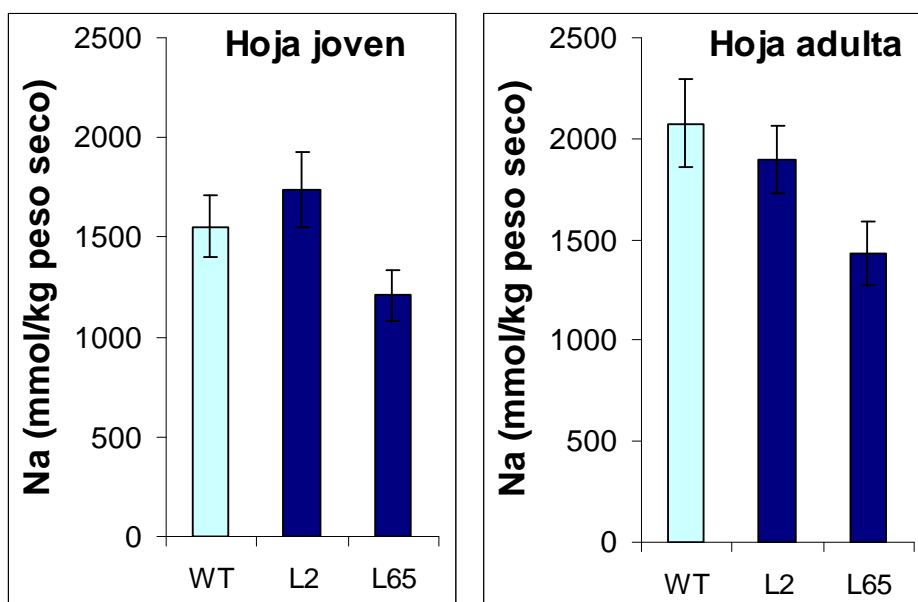 Hoja joven
Na (mmol/kg peso seco)
2500
2000
1500
1000
500
0
WT L2 L65
Hoja adulta
Na (mmol/kg peso seco)
2500
2000
1500
1000
500
0
WT L2 L65